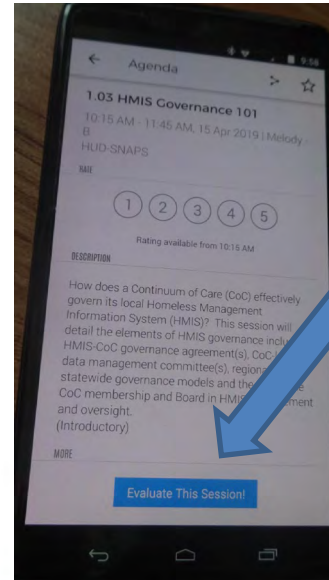 9:58
Agenda
1.03 HMIS Governance 101
10:15 AM - 11:45 AM, 15 Apr 2019 | Melody
B
HUD-SNAPS
RATE
1 2 3 4 5
Rating available from 10:15 AM
DESCRIPTION
How does a Continuum of Care (CoC) effectively
govern its local Homeless Management
Information System (HMIS)? This session will
detail the elements of HMIS governance
HMIS-CoC governance agreement(s), CoC
data management committee(s),
statewide governance models and the
CoC membership and Board in
and oversight.
(Introductory)
MORE
Evaluate This Session!